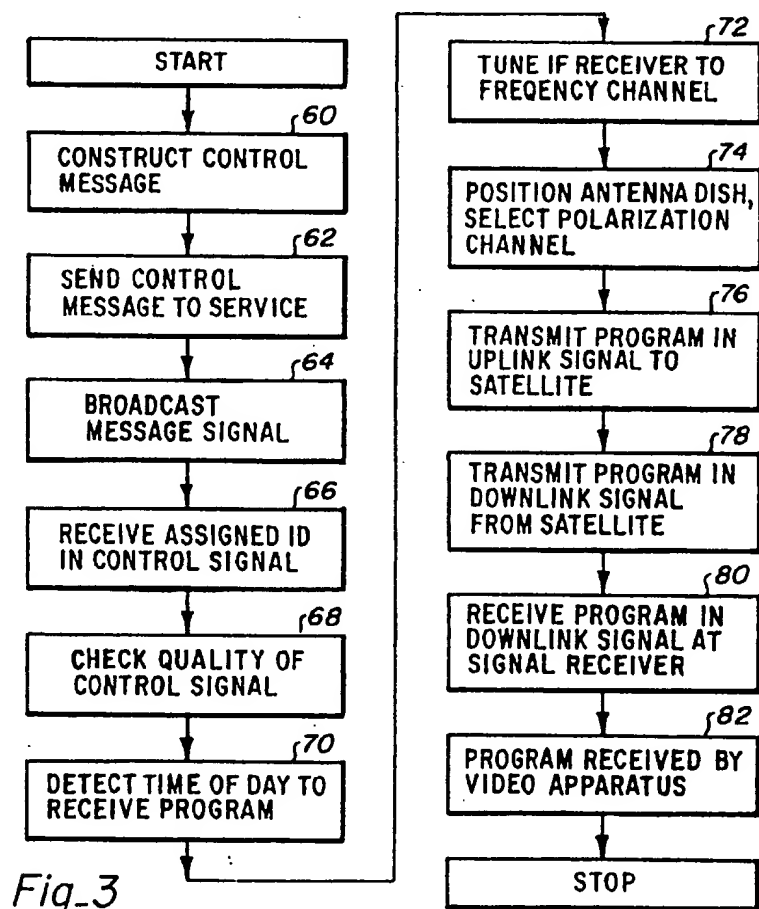 START
60
CONSTRUCT CONTROL
MESSAGE
62
SEND CONTROL
MESSAGE TO SERVICE
64
BROADCAST
MESSAGE SIGNAL
66
RECEIVE ASSIGNED ID
IN CONTROL SIGNAL
68
CHECK QUALITY OF
CONTROL SIGNAL
70
DETECT TIME OF DAY TO
RECEIVE PROGRAM
72
TUNE IF RECEIVER TO
FREQENCY CHANNEL
74
POSITION ANTENNA DISH,
SELECT POLARIZATION
CHANNEL
76
TRANSMIT PROGRAM IN
UPLINK SIGNAL TO
SATELLITE
78
TRANSMIT PROGRAM IN
DOWNLINK SIGNAL
FROM SATELLITE
80
RECEIVE PROGRAM IN
DOWNLINK SIGNAL AT
SIGNAL RECEIVER
82
PROGRAM RECEIVED BY
VIDEO APPARATUS
STOP
Fig_3